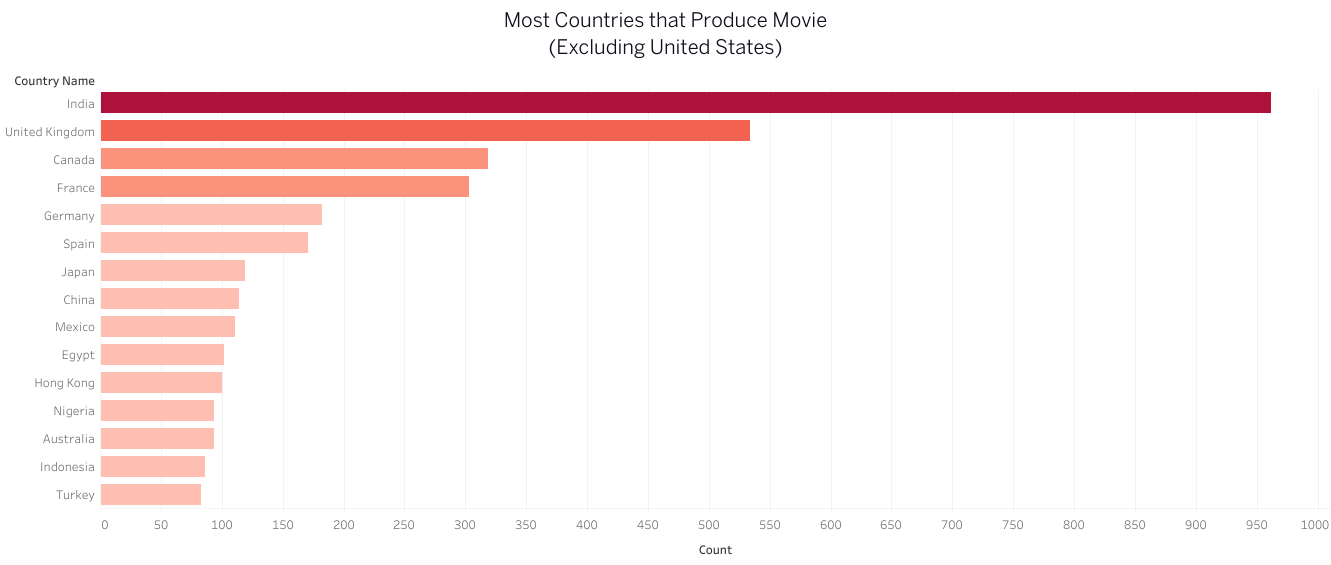 Most Countries that Produce Movie
(Excluding United States)
Country Name
India
United Kingdom
Canada
France
Germany
Spain
Japan
China
Mexico
Egypt
Hong Kong
Nigeria
Australia
Indonesia
Turkey
0 50 100 150 200 250 300 350 400 450 500 550 600 650 700 750 800 850 900 950 1000
Count